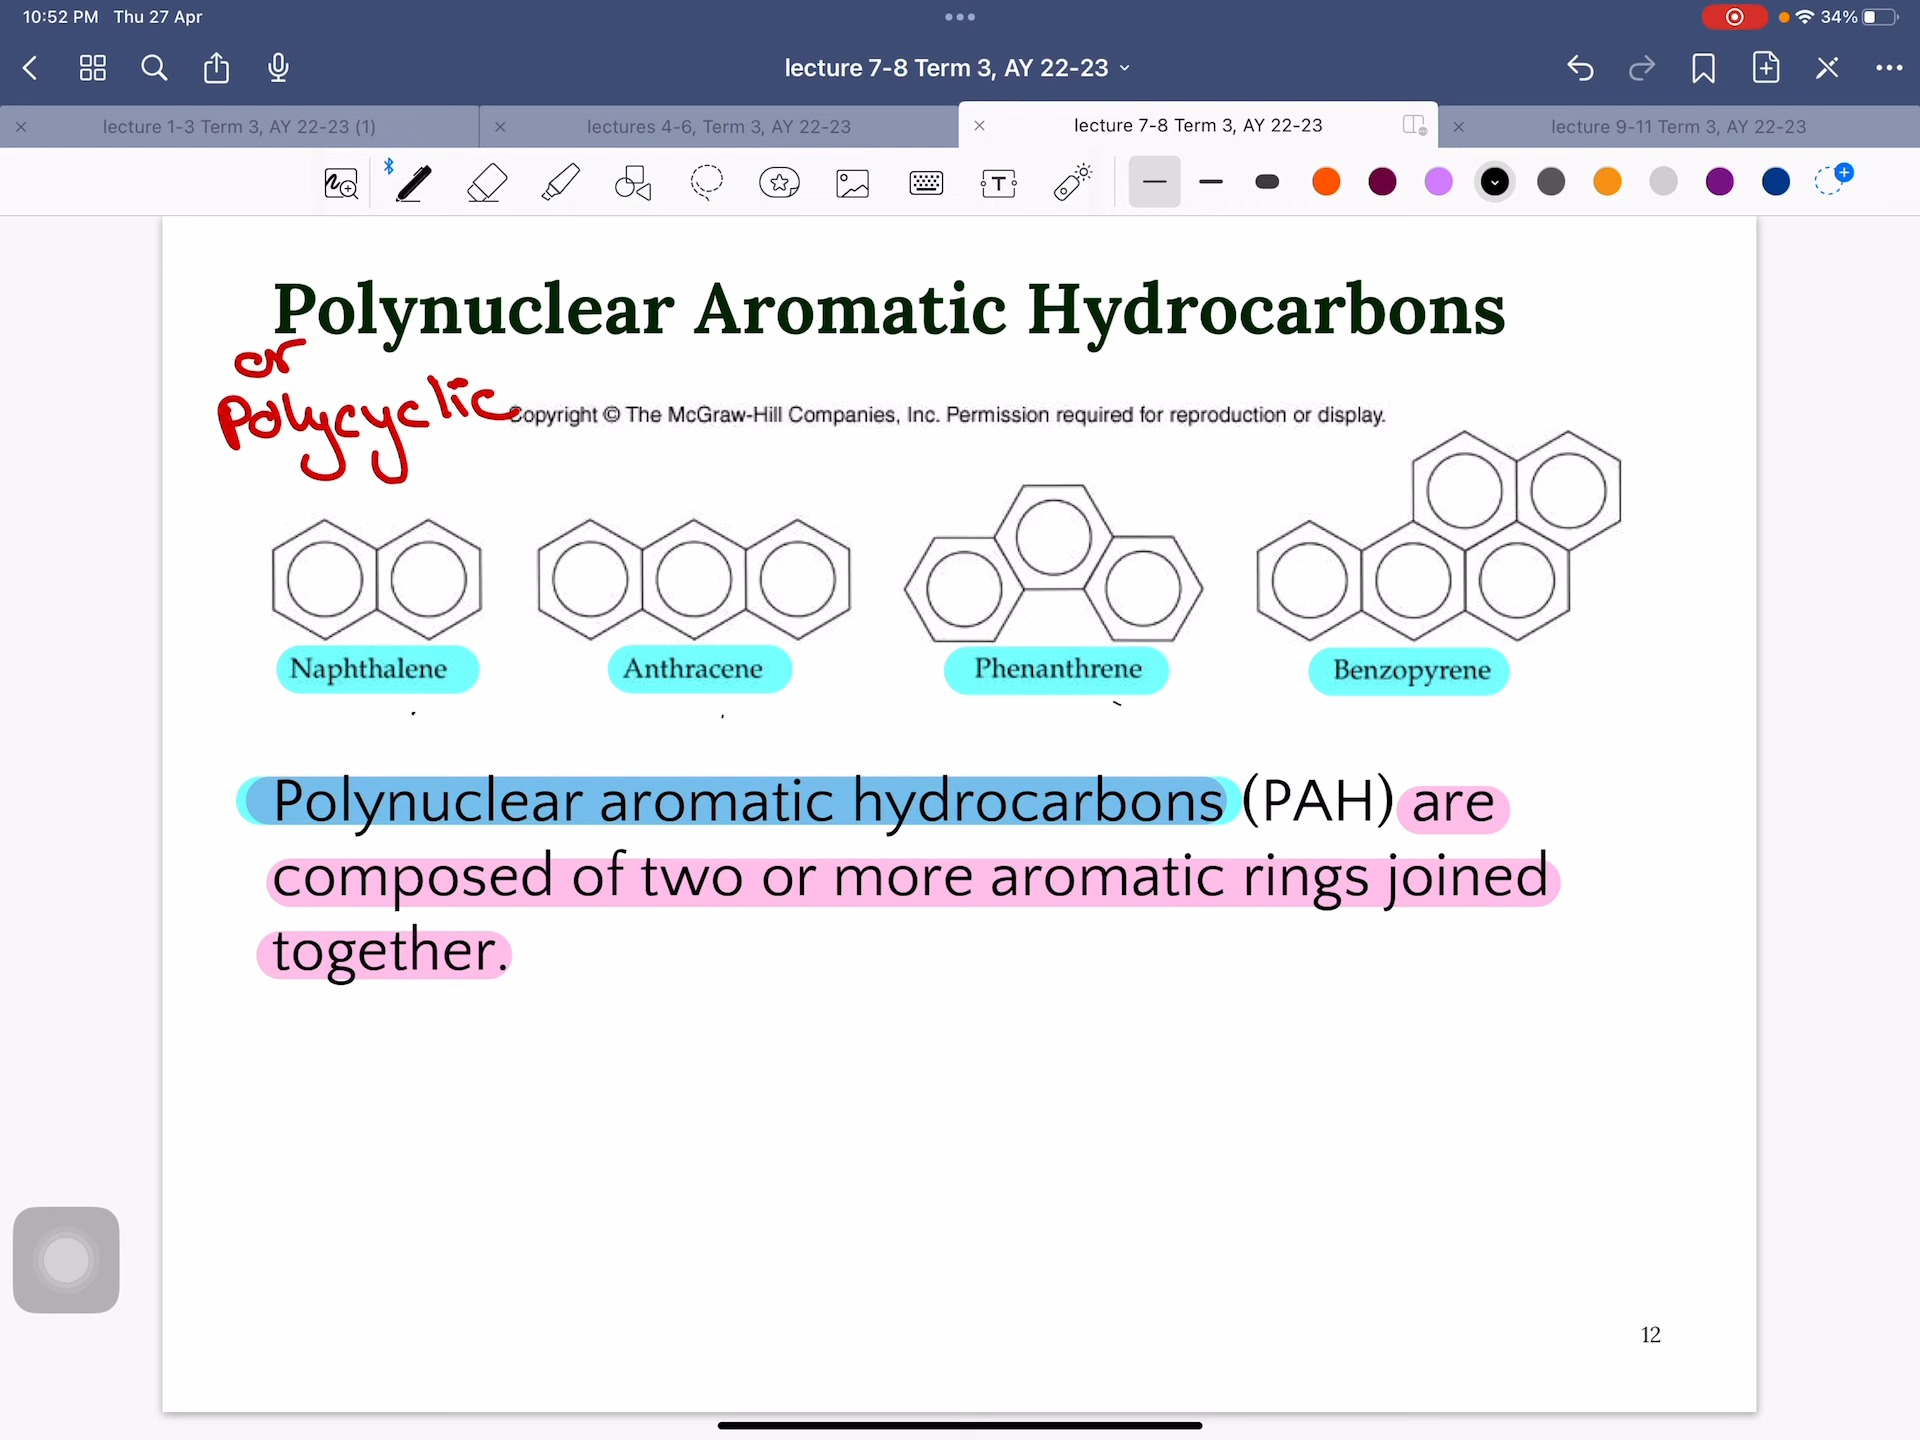 10:52 PM Thu 27 Apr
34%
lecture 7-8 Term 3, AY 22-23
lecture 1-3 Term 3, AY 22-23 (1)
lectures 4-6, Term 3, AY 22-23
lecture 7-8 Term 3, AY 22-23
lecture 9-11 Term 3, AY 22-23
Polynuclear Aromatic Hydrocarbons
or
Polycyclic
Copyright © The McGraw-Hill Companies, Inc. Permission required for reproduction or display.
Naphthalene
Anthracene
Phenanthrene
Benzopyrene
Polynuclear aromatic hydrocarbons (PAH) are
composed of two or more aromatic rings joined
together.
12